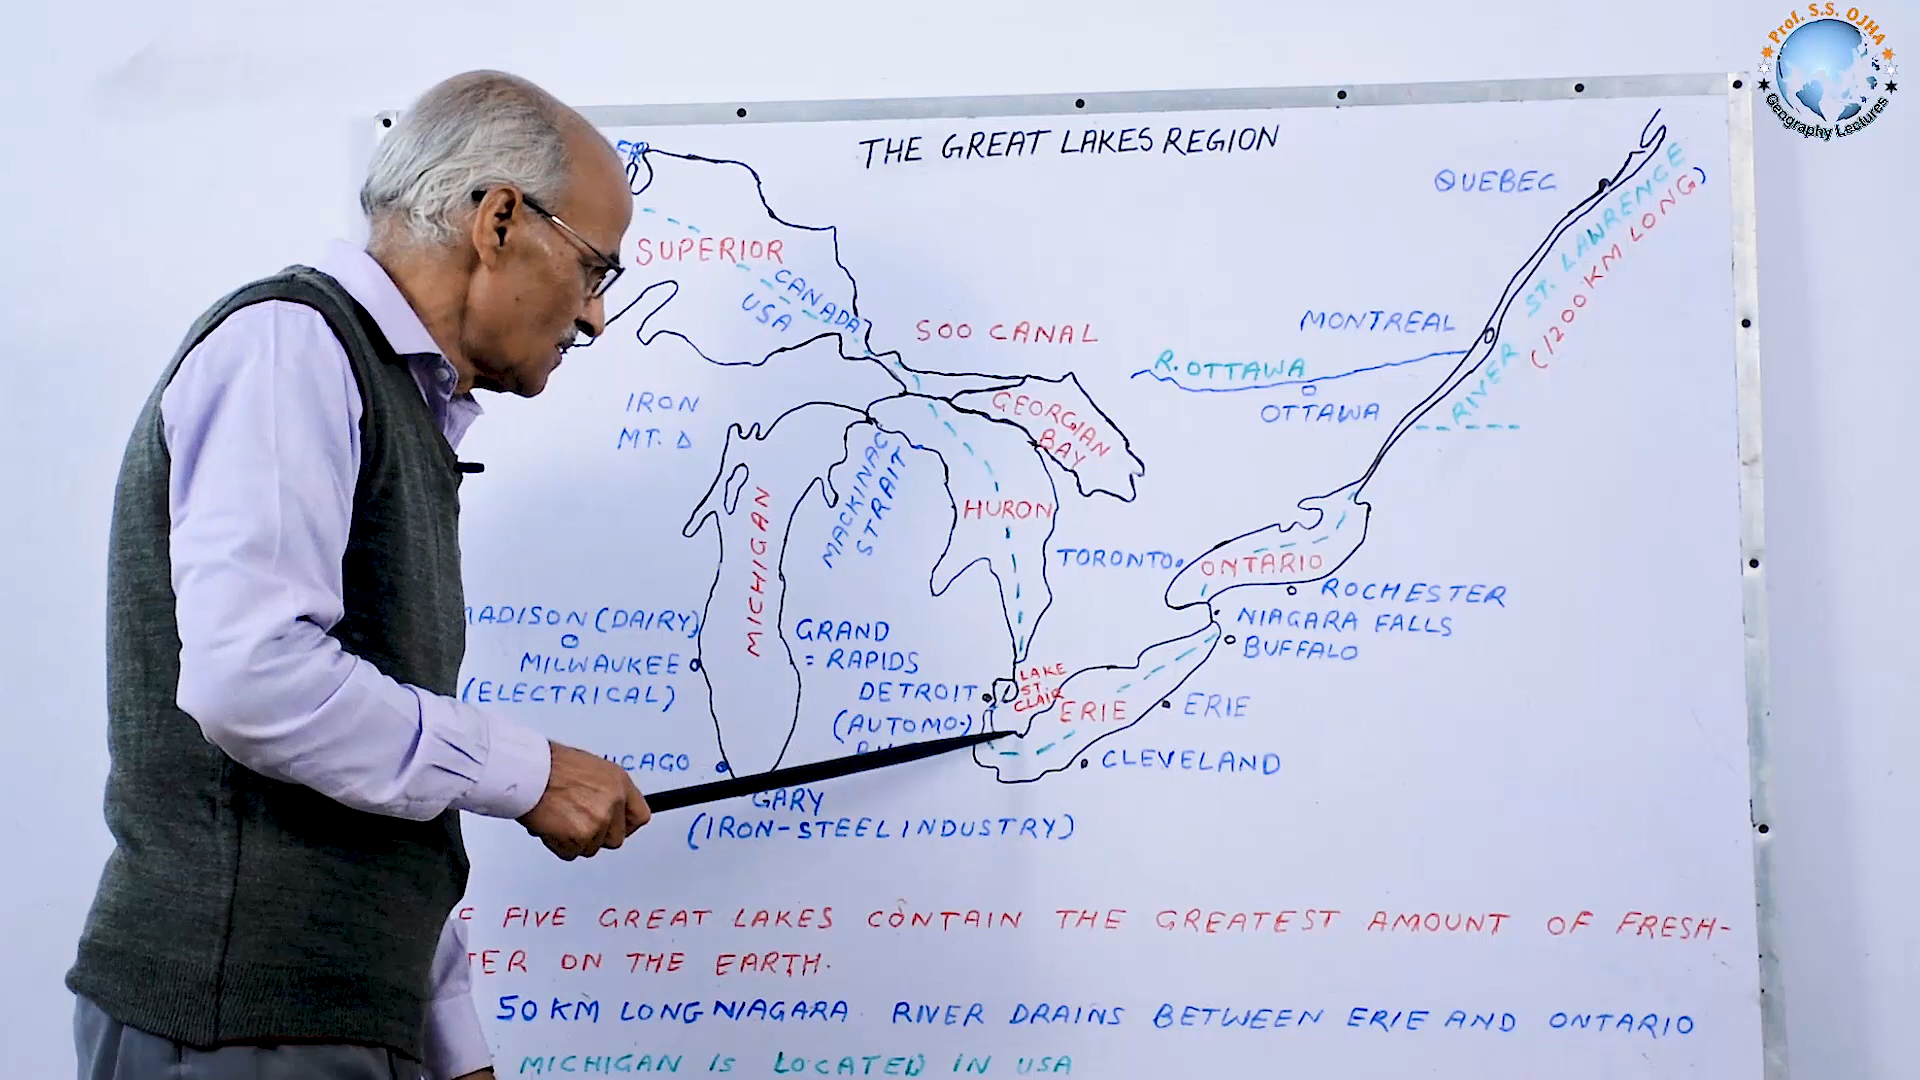 Prof. S.S. OJHA
Geography Lectures
THE GREAT LAKES REGION
QUEBEC
RIVER ST. LAWRENCE
(1200 KM LONG)
SUPERIOR
CANADA
USA
SOO CANAL
MONTREAL
R. OTTAWA
OTTAWA
IRON
MT. Δ
GEORGIAN
BAY
MACKINAC
STRAIT
MICHIGAN
HURON
TORONTO
ONTARIO
ROCHESTER
NIAGARA FALLS
BUFFALO
ADISON (DAIRY)
MILWAUKEE
(ELECTRICAL)
GRAND
= RAPIDS
DETROIT
(AUTOMO.)
LAKE
ST
CLAIR
ERIE
ERIE
CLEVELAND
ICAGO
GARY
(IRON-STEEL INDUSTRY)
FIVE GREAT LAKES CONTAIN THE GREATEST AMOUNT OF FRESH-
TER ON THE EARTH.
50 KM LONG NIAGARA RIVER DRAINS BETWEEN ERIE AND ONTARIO
MICHIGAN IS LOCATED IN USA